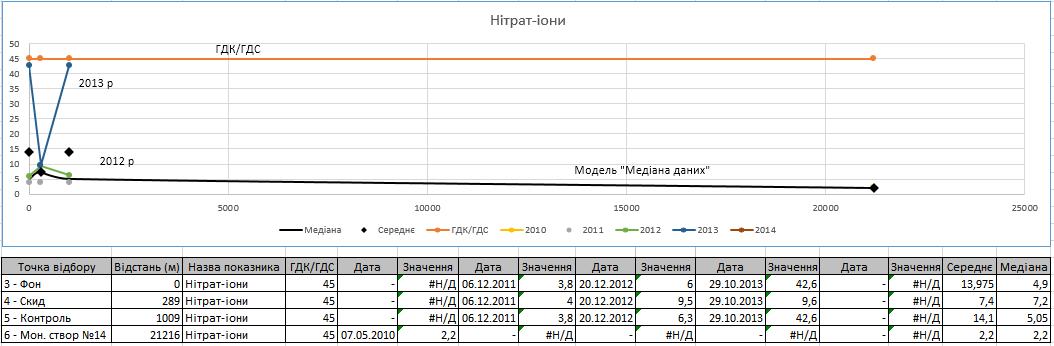 Нітрат-іони
50
45
40
35
30
25
20
15
10
5
0
ГДК/ГДС
2013 р
2012 р
Модель "Медіана даних"
0 5000 10000 15000 20000 25000
Медіана Середнє ГДК/ГДС 2010 2011 2012 2013 2014
Точка відбору Відстань (м) Назва показника ГДК/ГДС Дата Значення Дата Значення Дата Значення Дата Значення Дата Значення Середнє Медіана
3 - Фон 0 Нітрат-іони 45 - #Н/Д 06.12.2011 3,8 20.12.2012 6 29.10.2013 42,6 - #Н/Д 13,975 4,9
4 - Скид 289 Нітрат-іони 45 - #Н/Д 06.12.2011 4 20.12.2012 9,5 29.10.2013 9,6 - #Н/Д 7,4 7,2
5 - Контроль 1009 Нітрат-іони 45 - #Н/Д 06.12.2011 3,8 20.12.2012 6,3 29.10.2013 42,6 - #Н/Д 14,1 5,05
6 - Мон. створ №14 21216 Нітрат-іони 45 07.05.2010 2,2 - #Н/Д - #Н/Д - #Н/Д - #Н/Д 2,2 2,2